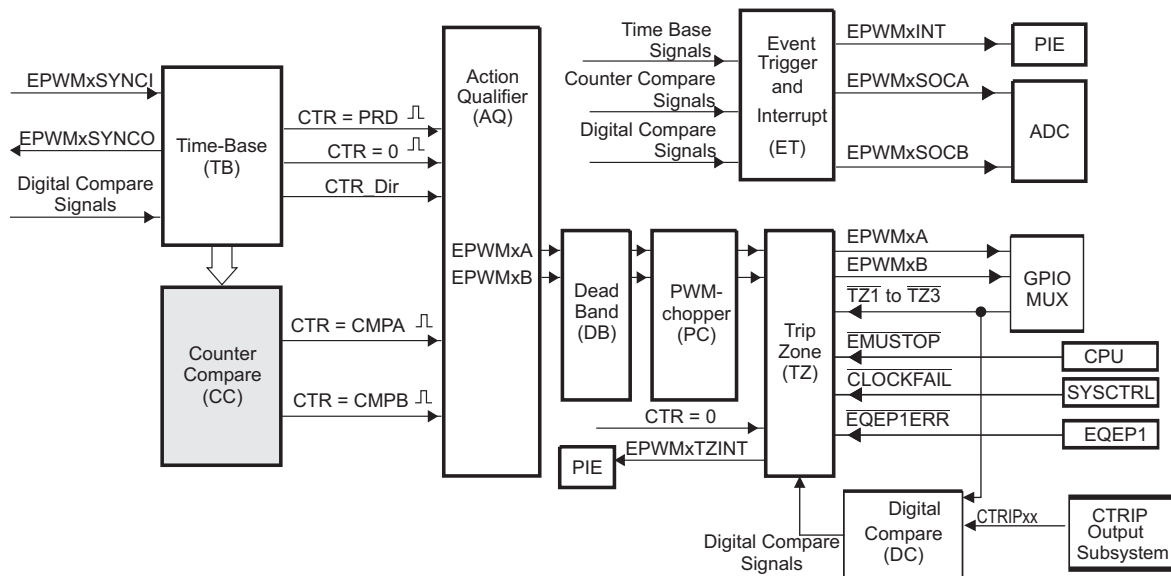 EPWMxSYNCI
EPWMxSYNCO
Digital Compare
Signals
Time-Base
(TB)
CTR = PRD
CTR = 0
CTR_Dir
Counter
Compare
(CC)
CTR = CMPA
CTR = CMPB
Action
Qualifier
(AQ)
EPWMxA
EPWMxB
Dead
Band
(DB)
PWM-
chopper
(PC)
Time Base
Signals
Counter Compare
Signals
Digital Compare
Signals
Event
Trigger
and
Interrupt
(ET)
EPWMxINT
EPWMxSOCA
EPWMxSOCB
PIE
ADC
Trip
Zone
(TZ)
EPWMxA
EPWMxB
TZ1 to TZ3
EMUSTOP
CLOCKFAIL
EQEP1ERR
GPIO
MUX
CPU
SYSCTRL
EQEP1
CTR = 0
EPWMxTZINT
PIE
Digital Compare
Signals
Digital
Compare
(DC)
CTRIPxx
CTRIP
Output
Subsystem